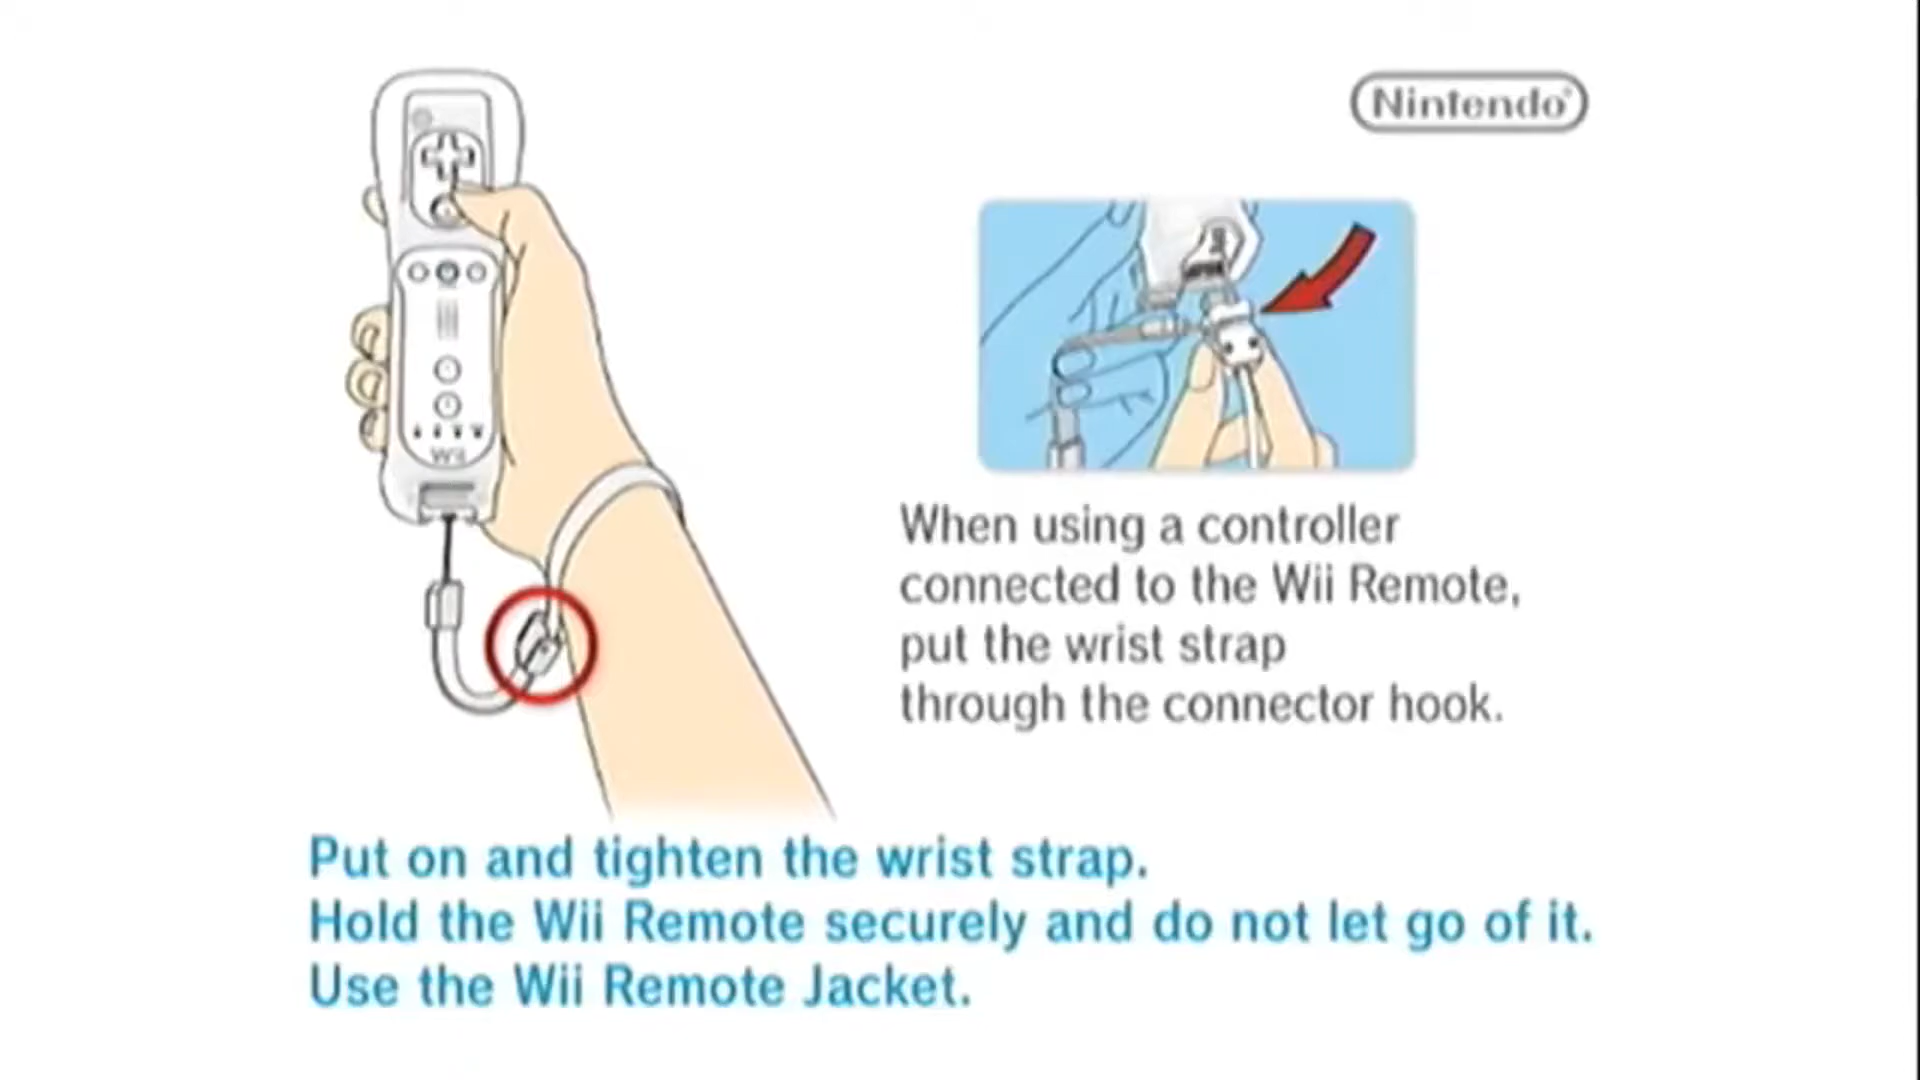 Nintendo
Wii
When using a controller
connected to the Wii Remote,
put the wrist strap
through the connector hook.
Put on and tighten the wrist strap.
Hold the Wii Remote securely and do not let go of it.
Use the Wii Remote Jacket.